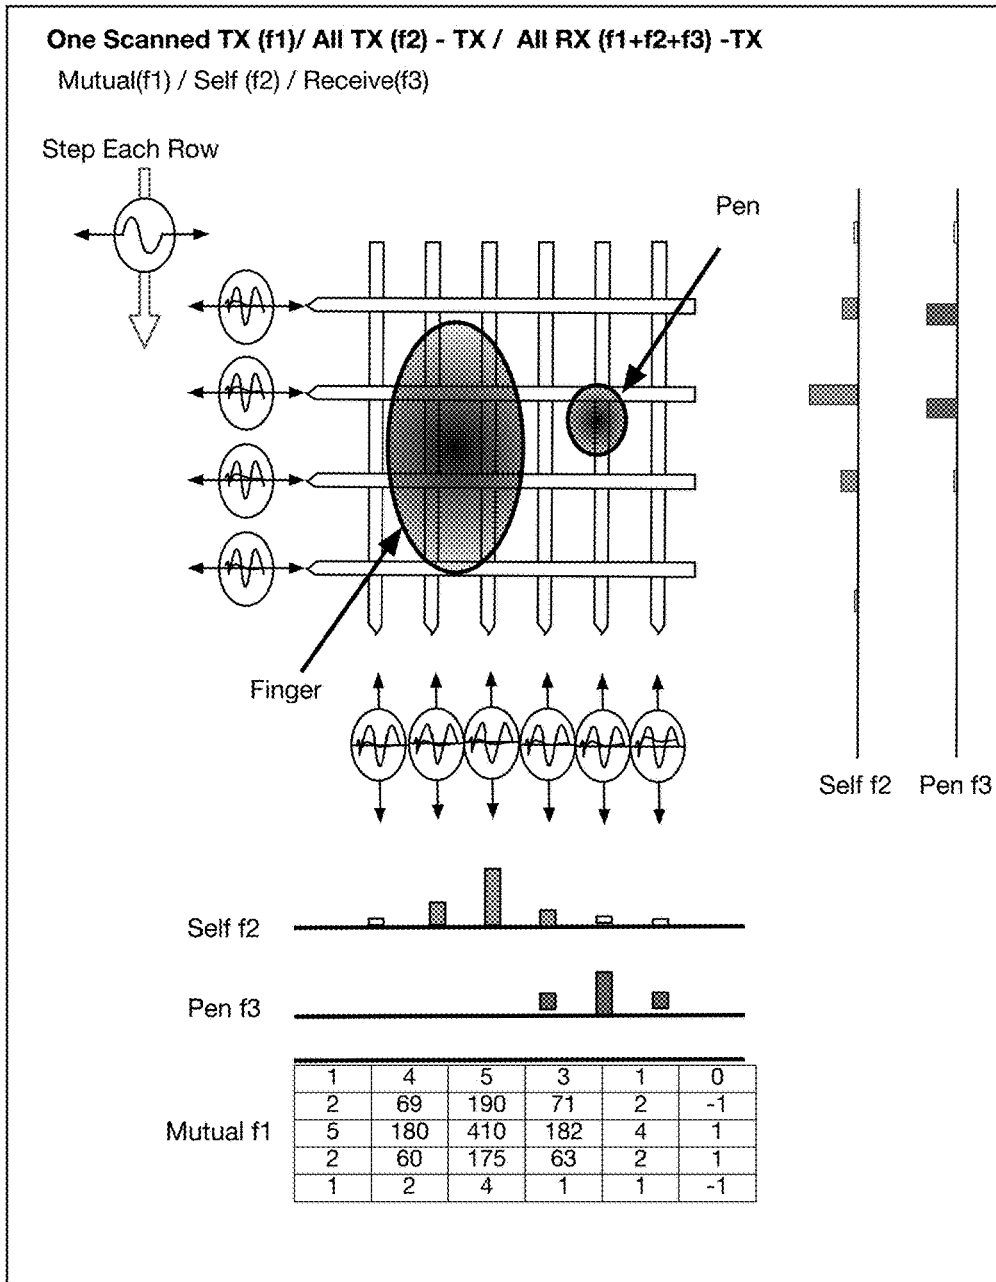 One Scanned TX (f1)/ All TX (f2) - TX / All RX (f1+f2+f3) -TX
Mutual(f1) / Self (f2) / Receive(f3)
Step Each Row
Pen
Finger
Self f2 Pen f3
Self f2
Pen f3
Mutual f1
1 4 5 3 1 0
2 69 190 71 2 -1
5 180 410 182 4 1
2 60 175 63 2 1
1 2 4 1 1 -1